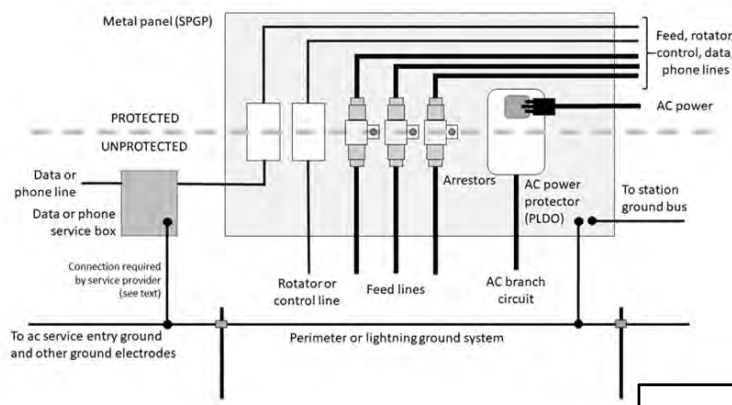 Metal panel (SPGP)
Feed, rotator,
control, data,
phone lines
AC power
PROTECTED
UNPROTECTED
Data or
phone line
Data or phone
service box
Arrestors
AC power
protector
(PLDO)
To station
ground bus
Connection required
by service provider
(see text)
Rotator or
control line
Feed lines
AC branch
circuit
To ac service entry ground
and other ground electrodes
Perimeter or lightning ground system